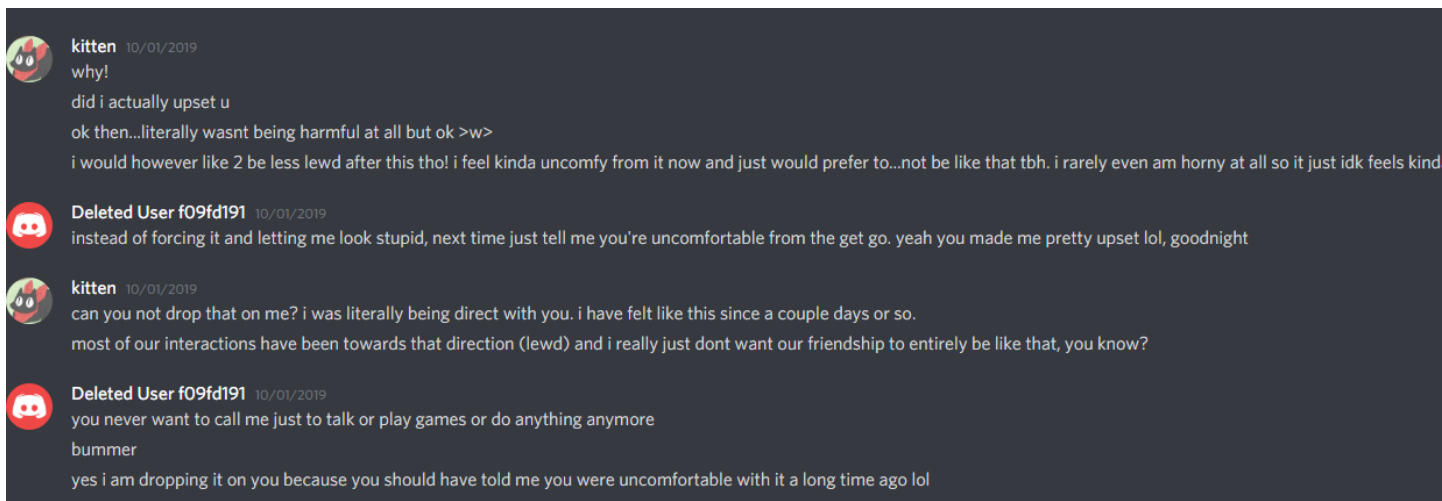 kitten 10/01/2019
why!
did i actually upset u
ok then...literally wasnt being harmful at all but ok >w>
i would however like 2 be less lewd after this tho! i feel kinda uncomfy from it now and just would prefer to...not be like that tbh. i rarely even am horny at all so it just idk feels kind
Deleted User f09fd191 10/01/2019
instead of forcing it and letting me look stupid, next time just tell me you're uncomfortable from the get go. yeah you made me pretty upset lol, goodnight
kitten 10/01/2019
can you not drop that on me? i was literally being direct with you. i have felt like this since a couple days or so.
most of our interactions have been towards that direction (lewd) and i really just dont want our friendship to entirely be like that, you know?
Deleted User f09fd191 10/01/2019
you never want to call me just to talk or play games or do anything anymore
bummer
yes i am dropping it on you because you should have told me you were uncomfortable with it a long time ago lol